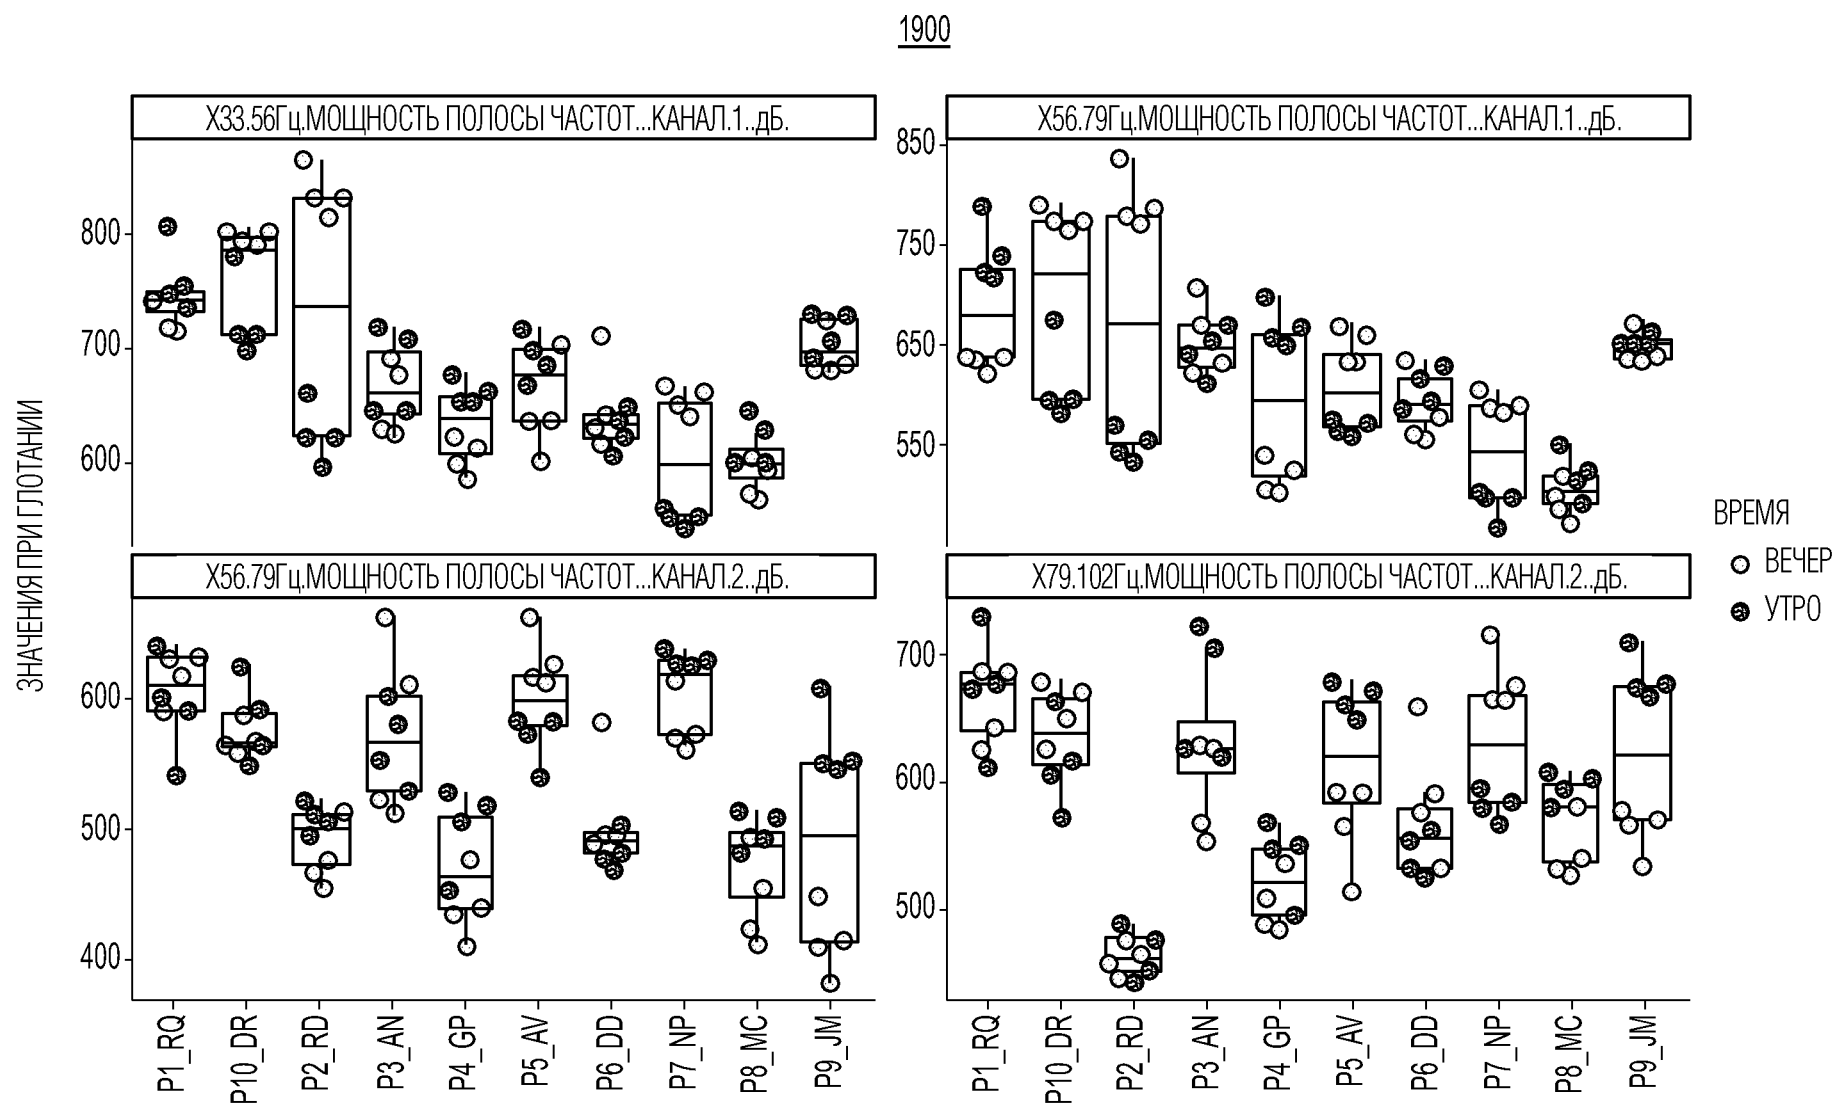 1900
X33.56Гц.МОЩНОСТЬ ПОЛОСЫ ЧАСТОТ...КАНАЛ.1..дБ.
X56.79Гц.МОЩНОСТЬ ПОЛОСЫ ЧАСТОТ...КАНАЛ.1..дБ.
800
700
600
850
750
650
550
X56.79Гц.МОЩНОСТЬ ПОЛОСЫ ЧАСТОТ...КАНАЛ.2..дБ.
X79.102Гц.МОЩНОСТЬ ПОЛОСЫ ЧАСТОТ...КАНАЛ.2..дБ.
600
500
400
700
600
500
ЗНАЧЕНИЯ ПРИ ГЛОТАНИИ
P1_RQ
P10_DR
P2_RD
P3_AN
P4_GP
P5_AV
P6_DD
P7_NP
P8_MC
P9_JM
P1_RQ
P10_DR
P2_RD
P3_AN
P4_GP
P5_AV
P6_DD
P7_NP
P8_MC
P9_JM
ВРЕМЯ
ВЕЧЕР
УТРО